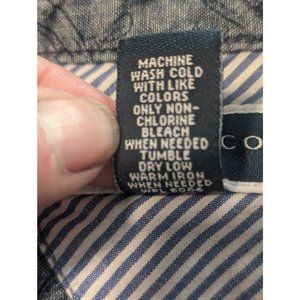 MACHINE
WASH COLD
WITH LIKE
COLORS
ONLY NON-
CHLORINE
BLEACH
WHEN NEEDED
TUMBLE
DRY LOW
WARM IRON
WHEN NEEDED
CO